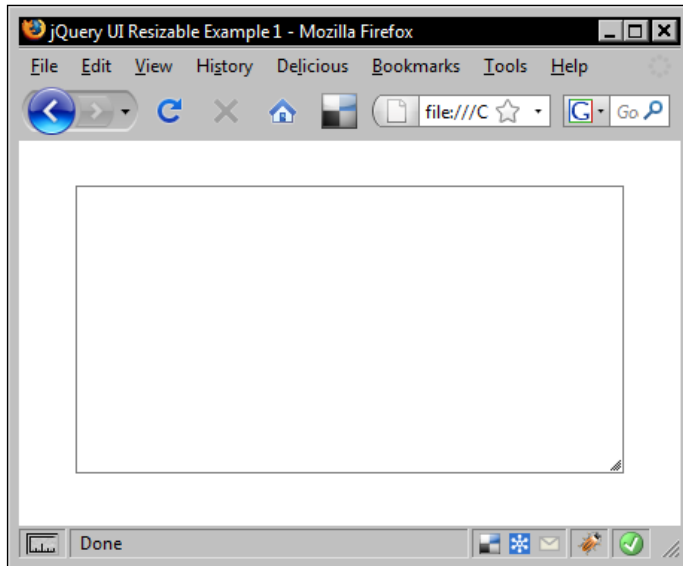 jQuery UI Resizable Example 1 - Mozilla Firefox
File Edit View History Delicious Bookmarks Tools Help
file:///C G Go
Done